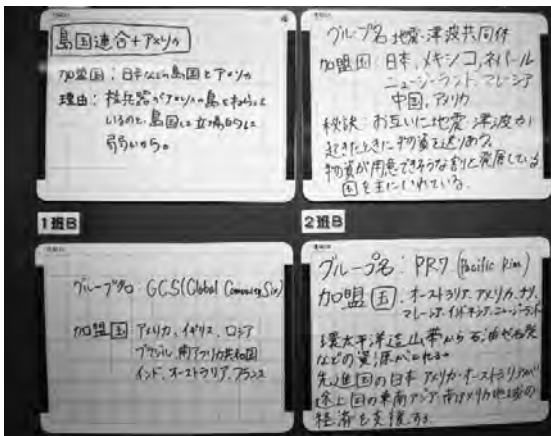 島国連合+アメリカ
加盟国：日本などの島国とアメリカ
理由：核兵器がアメリカの島をねらって
いるのと、島国は立場的に
弱いから。
グループ名 地震・津波共同体
加盟国：日本、メキシコ、ネパール
ニュージーランド、マレーシア
中国、アメリカ
秘訣：お互いに地震・津波が
起きたときに物資を送りあう。
物資が用意できそうな割と発展している
国を主にいれている。
1班B
2班B
グループ名：GCS(Global
加盟国：アメリカ、イギリス、ロシア
ブラジル、南アフリカ共和国
インド、オーストラリア、フランス
グループ名：PR7 (Pacific Rim)
加盟国：オーストラリア、アメリカ、チリ、
マレーシア、インドネシア、ニュージーランド
環太平洋造山帯から石油や石炭
などの資源がとれる。
先進国の日本・アメリカ・オーストラリアが
途上国の東南アジア・南アメリカ地域の
経済を支援する。